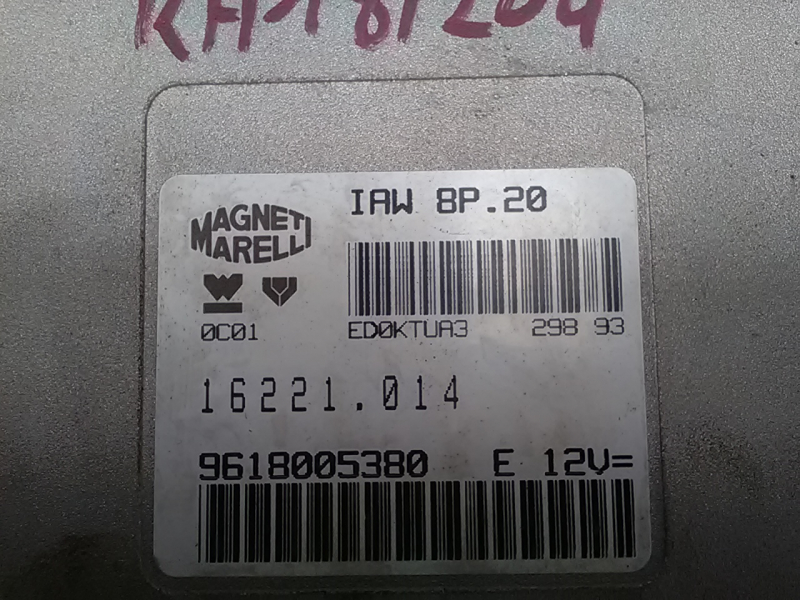 IAW 8P.20
MAGNETI
MARELLI
0C01
ED0KTUA3 298 93
16221.014
9618005380 E 12V=